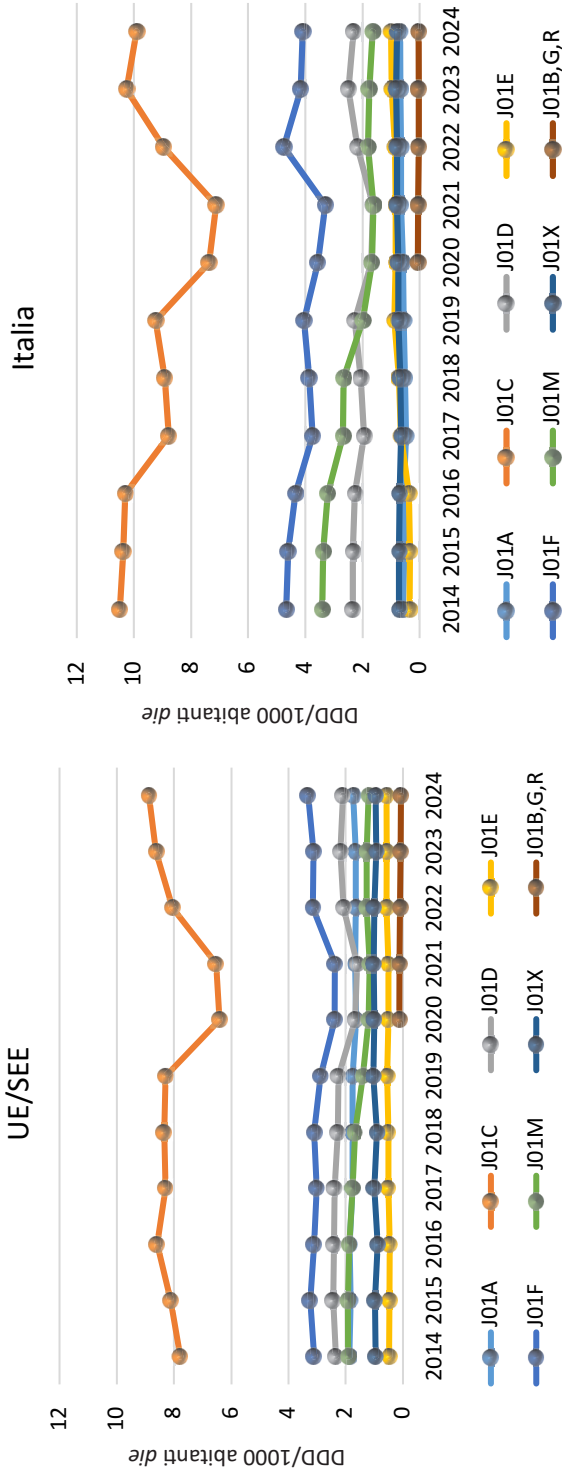 UE/SEE
DDD/1000 abitanti die
12
10
8
6
4
2
0
2014 2015 2016 2017 2018 2019 2020 2021 2022 2023 2024
J01A J01C J01D J01E
J01F J01M J01X J01B,G,R
Italia
DDD/1000 abitanti die
12
10
8
6
4
2
0
2014 2015 2016 2017 2018 2019 2020 2021 2022 2023 2024
J01A J01C J01D J01E
J01F J01M J01X J01B,G,R